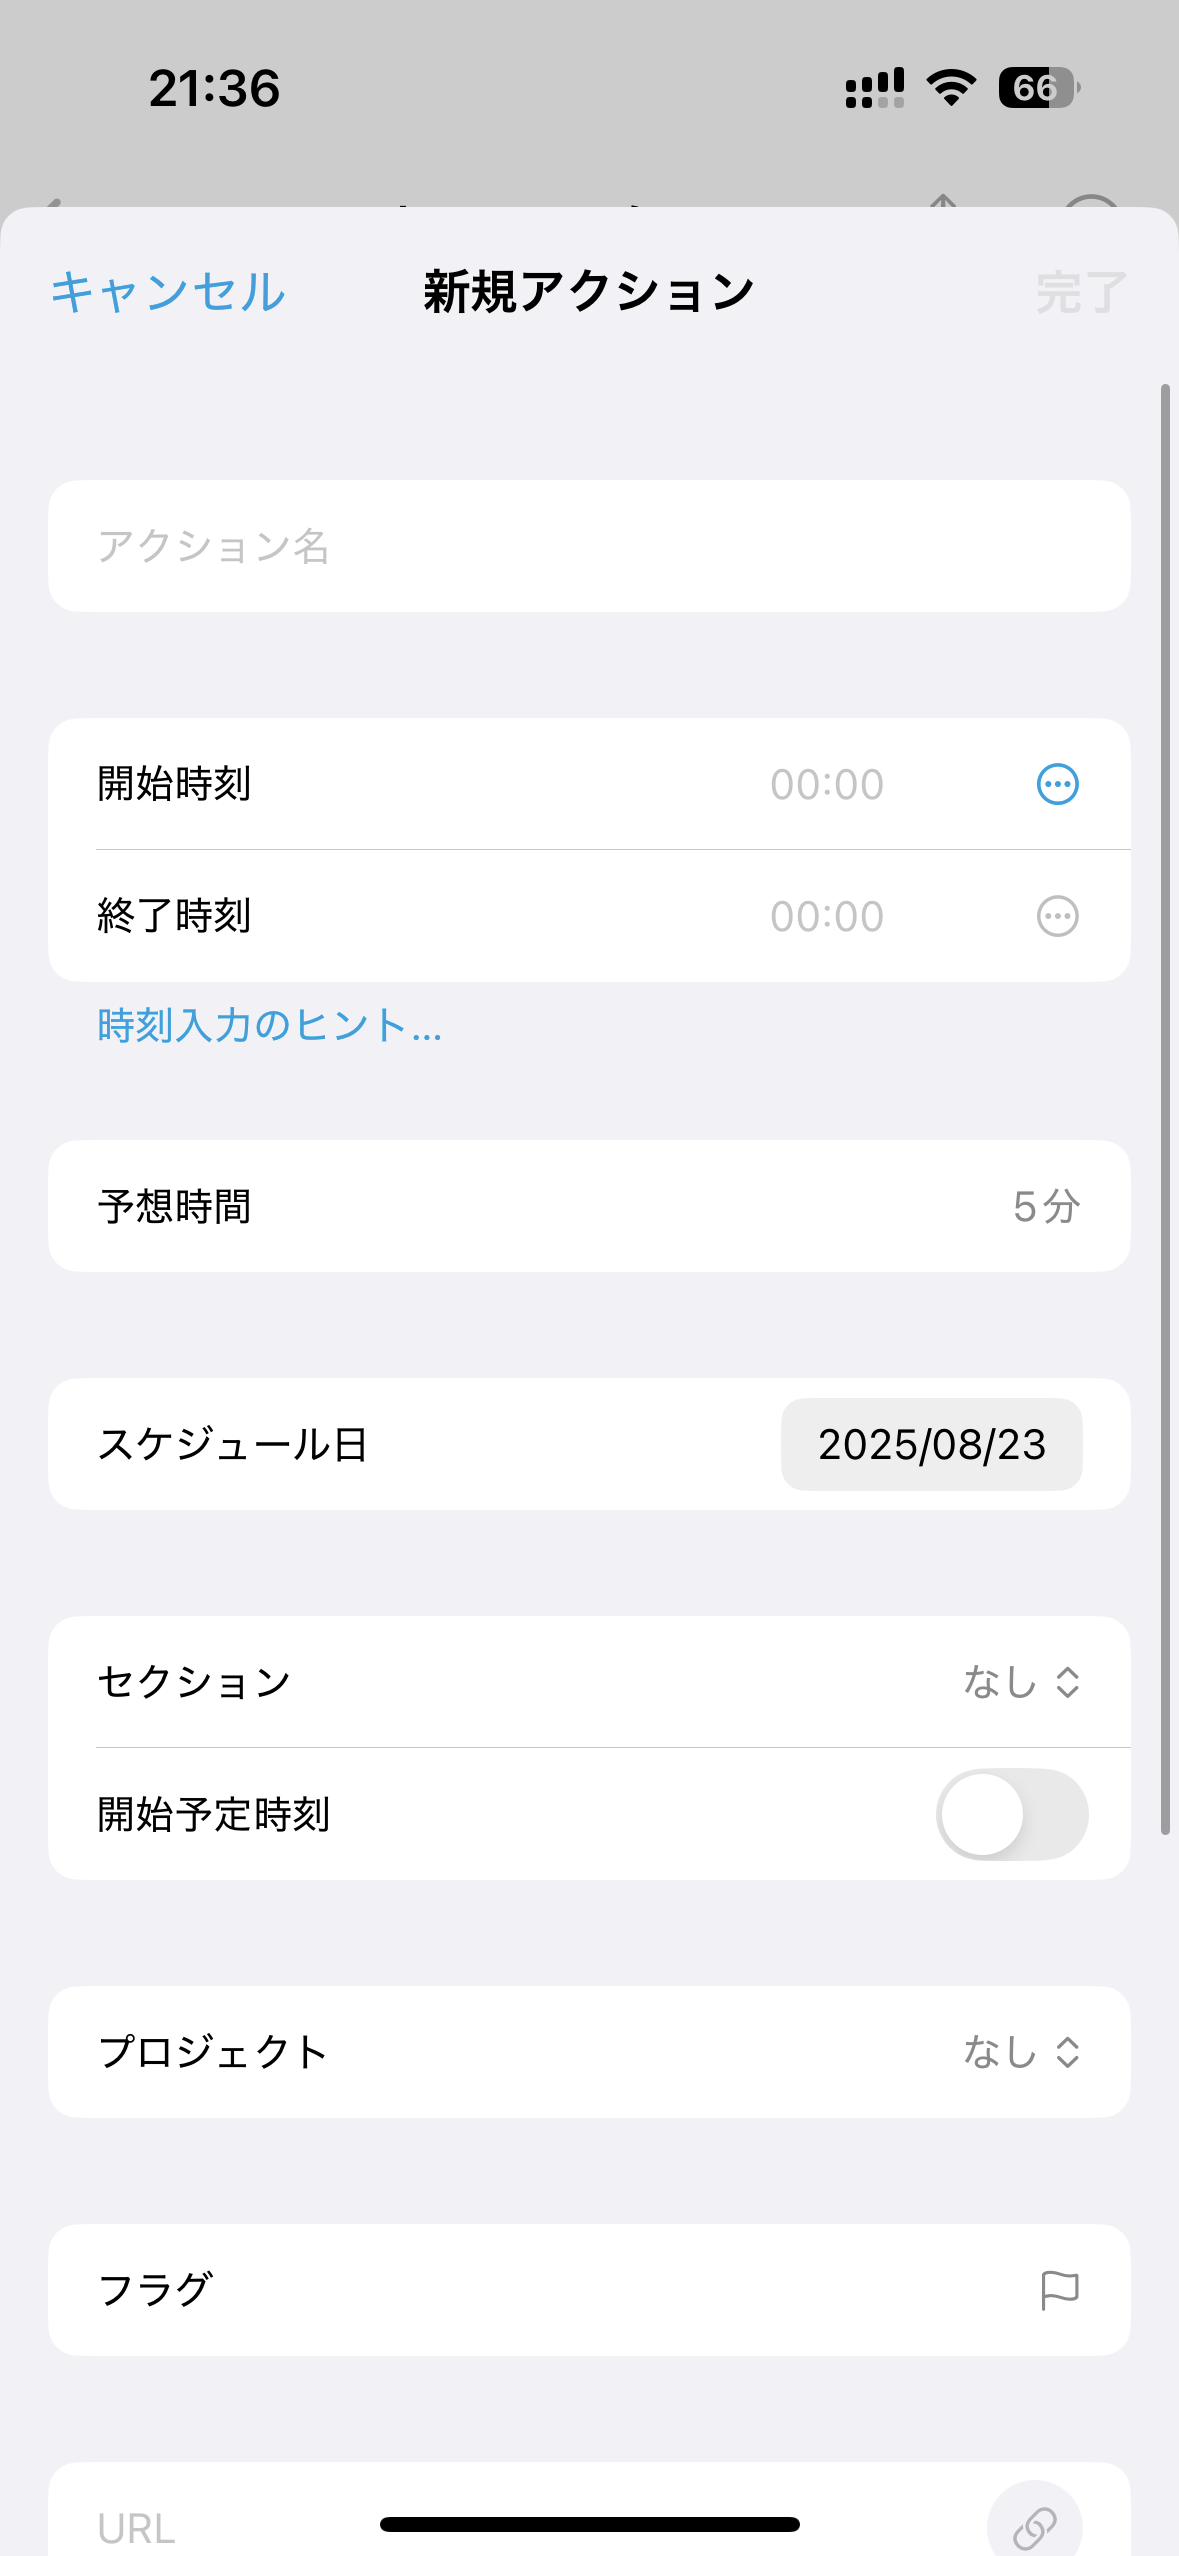 21:36
66
キャンセル
新規アクション
完了
アクション名
開始時刻
00:00
終了時刻
00:00
時刻入力のヒント...
予想時間
5分
スケジュール日
2025/08/23
セクション
なし
開始予定時刻
プロジェクト
なし
フラグ
URL